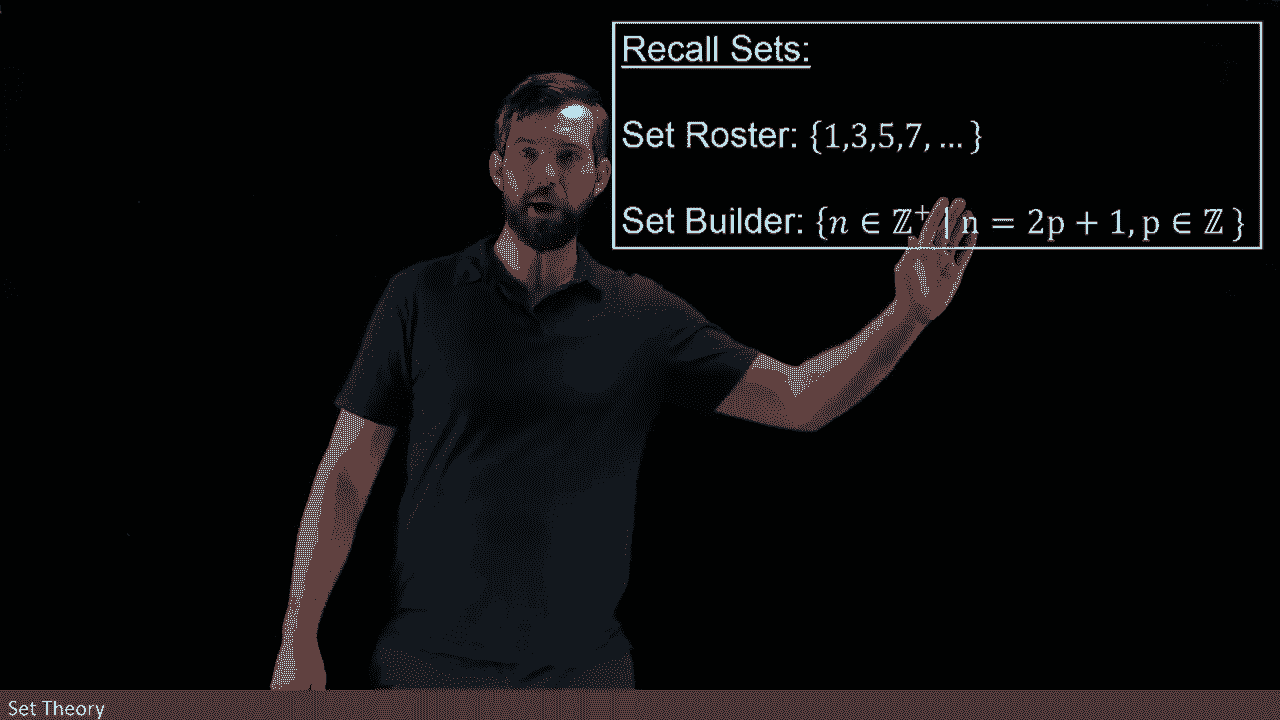 Recall Sets:
Set Roster: {1,3,5,7, … }
Set Builder: {n ∈ ℤ⁺ | n = 2p + 1, p ∈ ℤ }
Set Theory